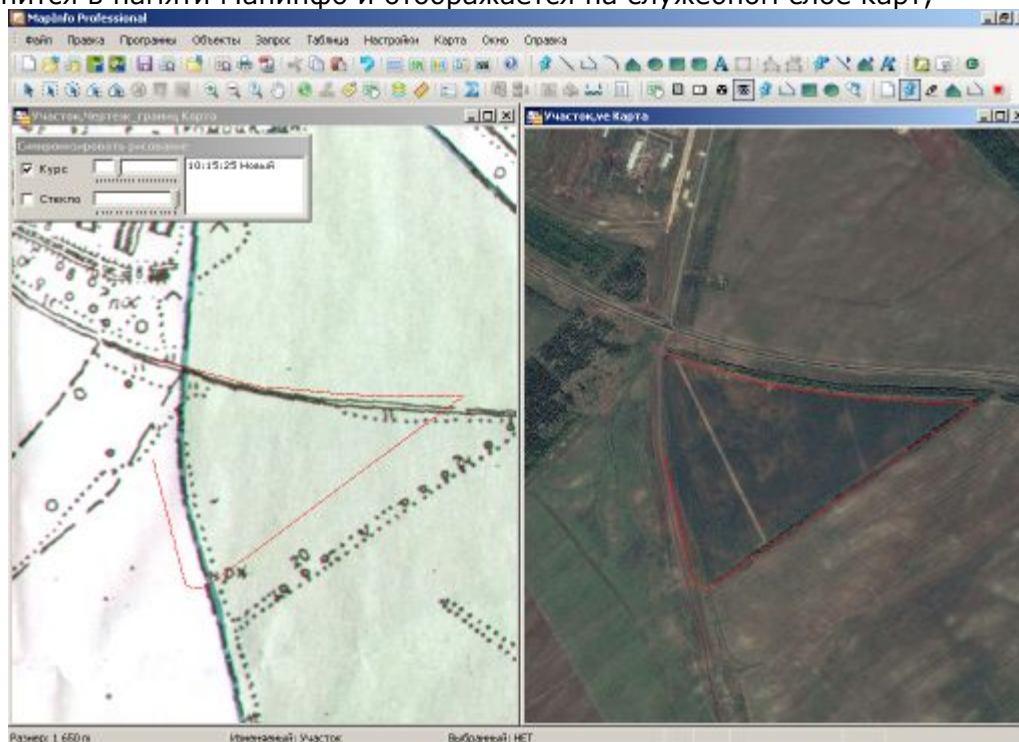 нится в памяти Мапинфо и отображается на служебном слое карт,
MapInfo Professional
Файл Правка Программы Объекты Запрос Таблица Настройки Карта Окно Справка
Участок,Чертеж_границ Карта
Синхронизировать рисование
Курс
10:15:25 Новый
Стекло
Участок,ve Карта
пох
20
Размер: 1 650 m Изменяемый: Участок Выбранный: НЕТ